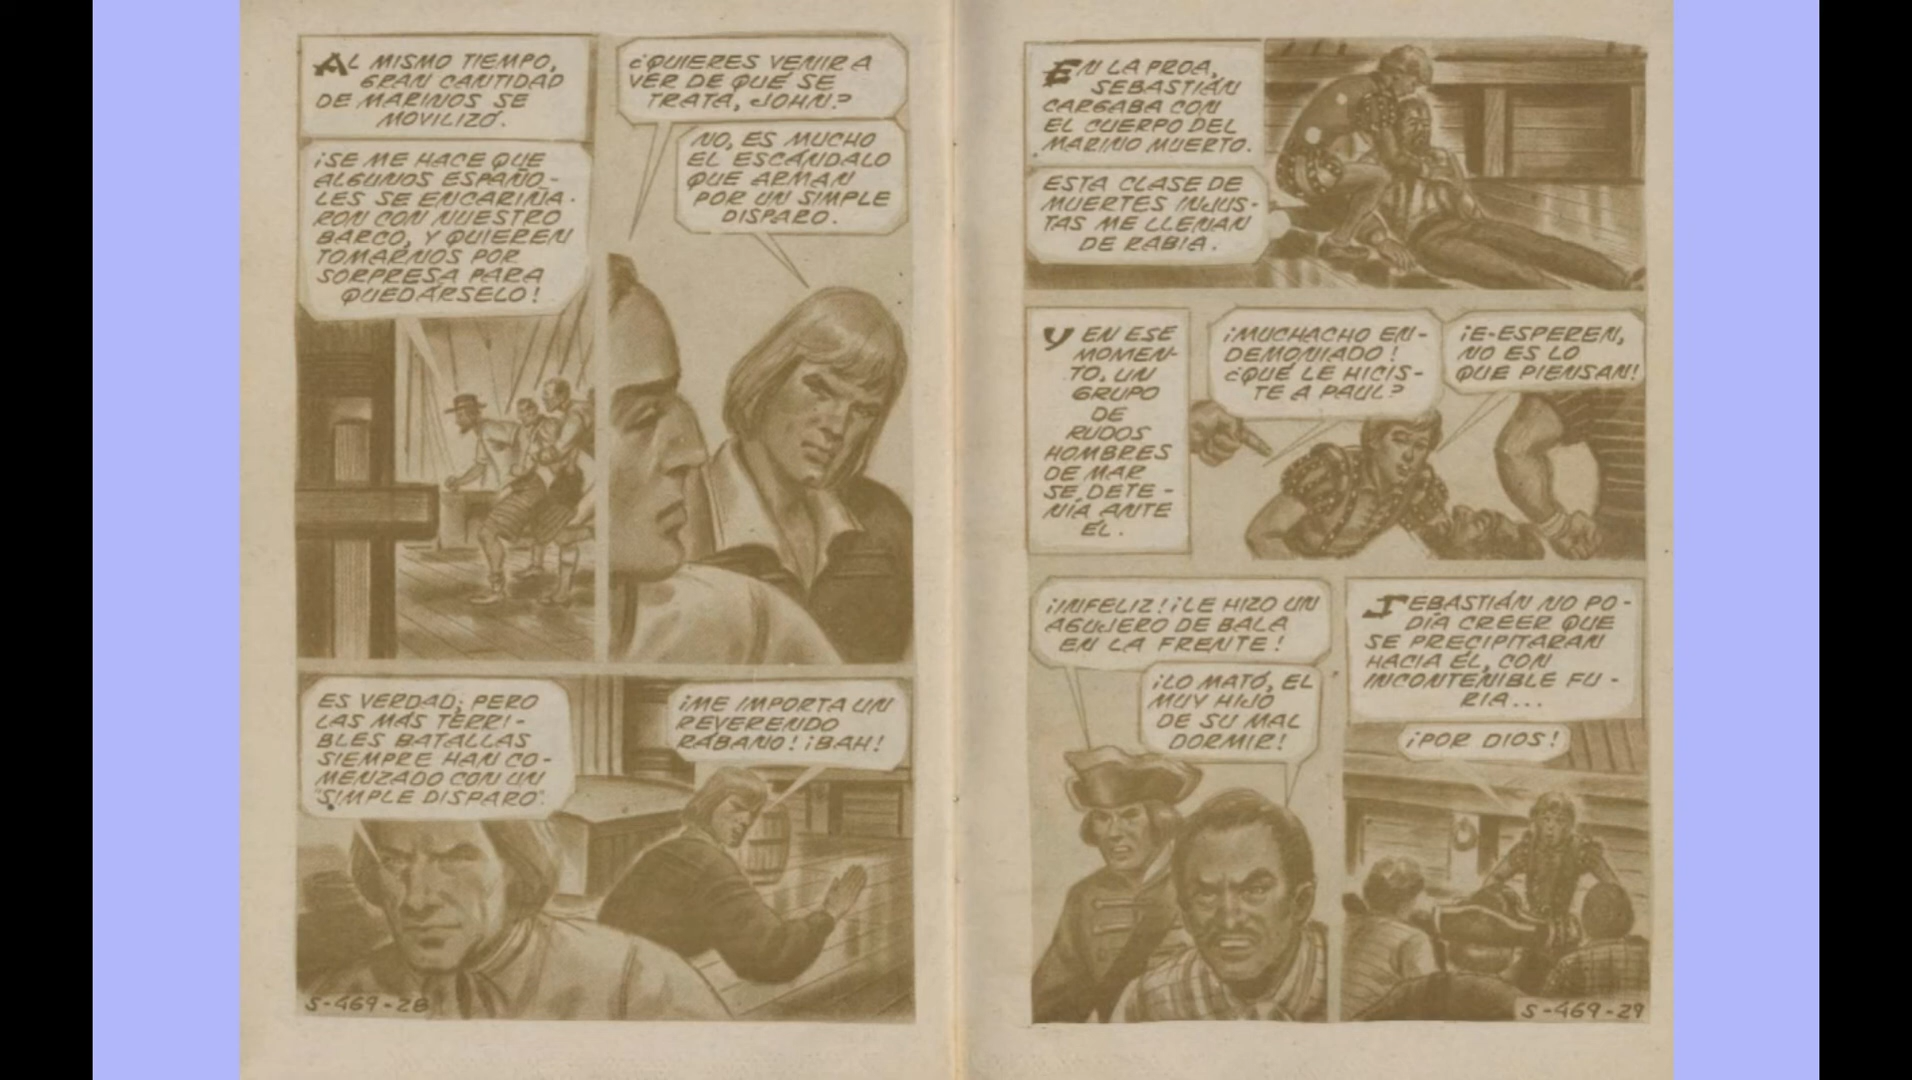 AL MISMO TIEMPO,
GRAN CANTIDAD
DE MARINOS SE
MOVILIZÓ.
¡SE ME HACE QUE
ALGUNOS ESPAÑO-
LES SE ENCARIÑA-
RON CON NUESTRO
BARCO, Y QUIEREN
TOMARNOS POR
SORPRESA PARA
QUEDÁRSELO!
¿QUIERES VENIR A
VER DE QUÉ SE
TRATA, JOHN?
NO, ES MUCHO
EL ESCÁNDALO
QUE ARMAN
POR UN SIMPLE
DISPARO.
ES VERDAD; PERO
LAS MÁS TERRI-
BLES BATALLAS
SIEMPRE HAN CO-
MENZADO CON UN
"SIMPLE DISPARO".
¡ME IMPORTA UN
REVERENDO
RÁBANO! ¡BAH!
S-469-28
EN LA PROA,
SEBASTIÁN
CARGABA CON
EL CUERPO DEL
MARINO MUERTO.
ESTA CLASE DE
MUERTES INJUS-
TAS ME LLENAN
DE RABIA.
Y EN ESE
MOMEN-
TO, UN
GRUPO
DE
RUDOS
HOMBRES
DE MAR
SE DETE-
NÍA ANTE
ÉL.
¡MUCHACHO EN-
DEMONIADO!
¿QUÉ LE HICIS-
TE A PAUL?
¡E-ESPEREN,
NO ES LO
QUE PIENSAN!
¡INFELIZ! ¡LE HIZO UN
AGUJERO DE BALA
EN LA FRENTE!
¡LO MATÓ, EL
MUY HIJO
DE SU MAL
DORMIR!
SEBASTIÁN NO PO-
DÍA CREER QUE
SE PRECIPITARAN
HACIA ÉL, CON
INCONTENIBLE FU-
RIA...
¡POR DIOS!
S-469-29